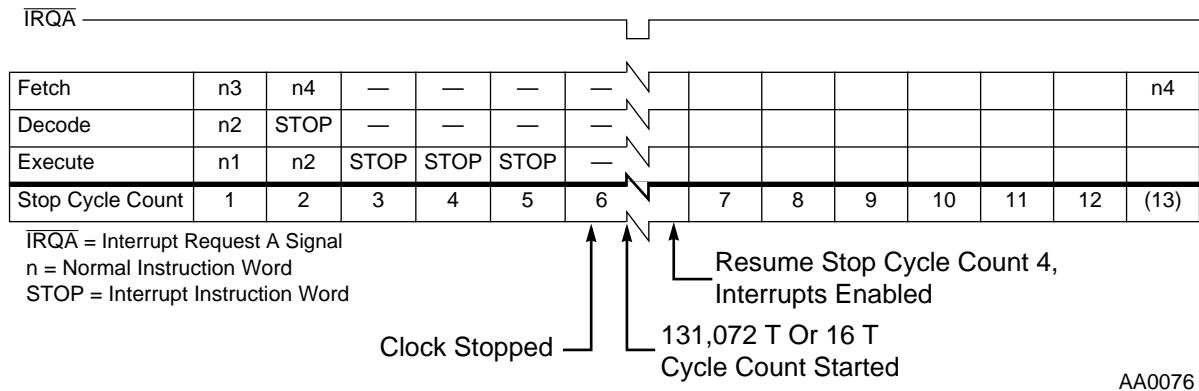 IRQA
Fetch n3 n4 — — — — n4
Decode n2 STOP — — — —
Execute n1 n2 STOP STOP STOP —
Stop Cycle Count 1 2 3 4 5 6 7 8 9 10 11 12 (13)
IRQA = Interrupt Request A Signal
n = Normal Instruction Word
STOP = Interrupt Instruction Word
Resume Stop Cycle Count 4,
Interrupts Enabled
Clock Stopped
131,072 T Or 16 T
Cycle Count Started
AA0076